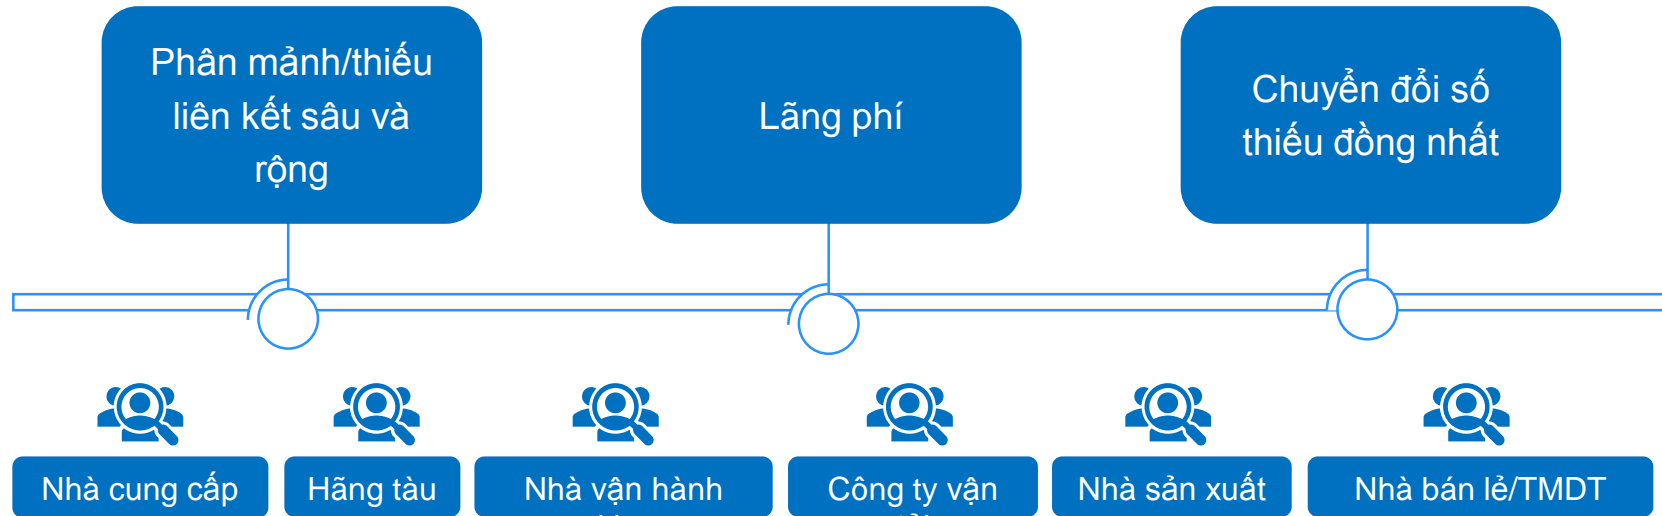 Phân mảnh/thiếu
liên kết sâu và
rộng
Lãng phí
Chuyển đổi số
thiếu đồng nhất
Nhà cung cấp
Hãng tàu
Nhà vận hành
Công ty vận
Nhà sản xuất
Nhà bán lẻ/TMDT